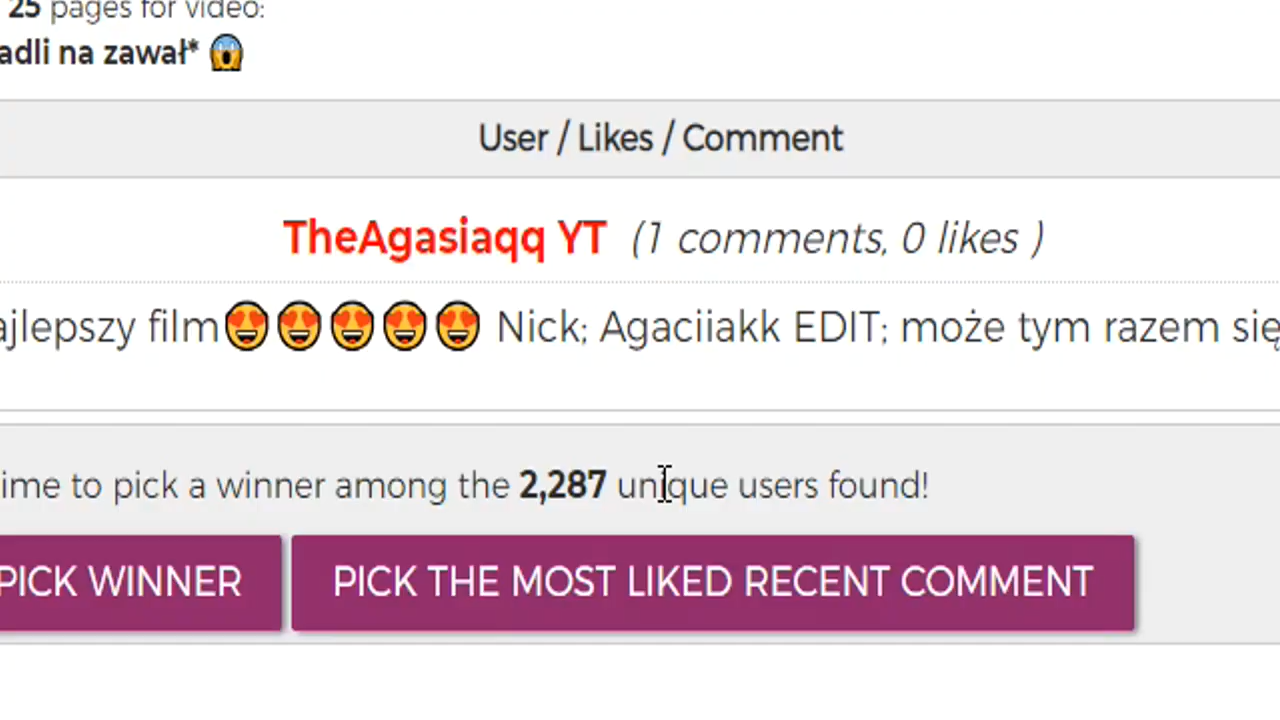 25 pages for video:
adli na zawał* 😱
User / Likes / Comment
TheAgasiaqq YT (1 comments, 0 likes )
ajlepszy film😍😍😍😍😍 Nick; Agaciiakk EDIT; może tym razem się
ime to pick a winner among the 2,287 unique users found!
PICK WINNER
PICK THE MOST LIKED RECENT COMMENT